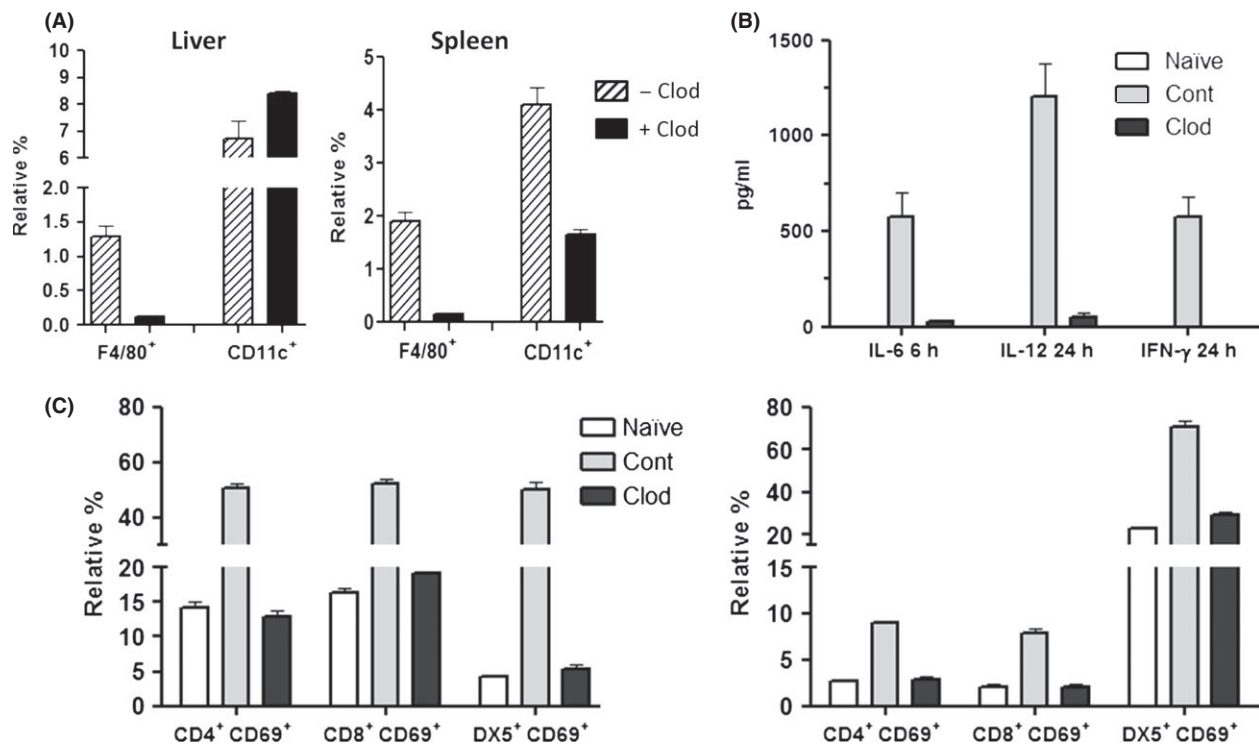 (A)
Liver
Relative %
10
9
8
7
6
2.0
1.5
1.0
0.5
0.0
F4/80⁺ CD11c⁺
Spleen
Relative %
5
4
3
2
1
0
F4/80⁺ CD11c⁺
– Clod
+ Clod
(B)
pg/ml
1500
1000
500
0
IL-6 6 h IL-12 24 h IFN-γ 24 h
Naïve
Cont
Clod
(C)
Relative %
80
60
40
20
15
10
5
0
CD4⁺ CD69⁺ CD8⁺ CD69⁺ DX5⁺ CD69⁺
Naïve
Cont
Clod
Relative %
80
60
40
20
15
10
5
0
CD4⁺ CD69⁺ CD8⁺ CD69⁺ DX5⁺ CD69⁺